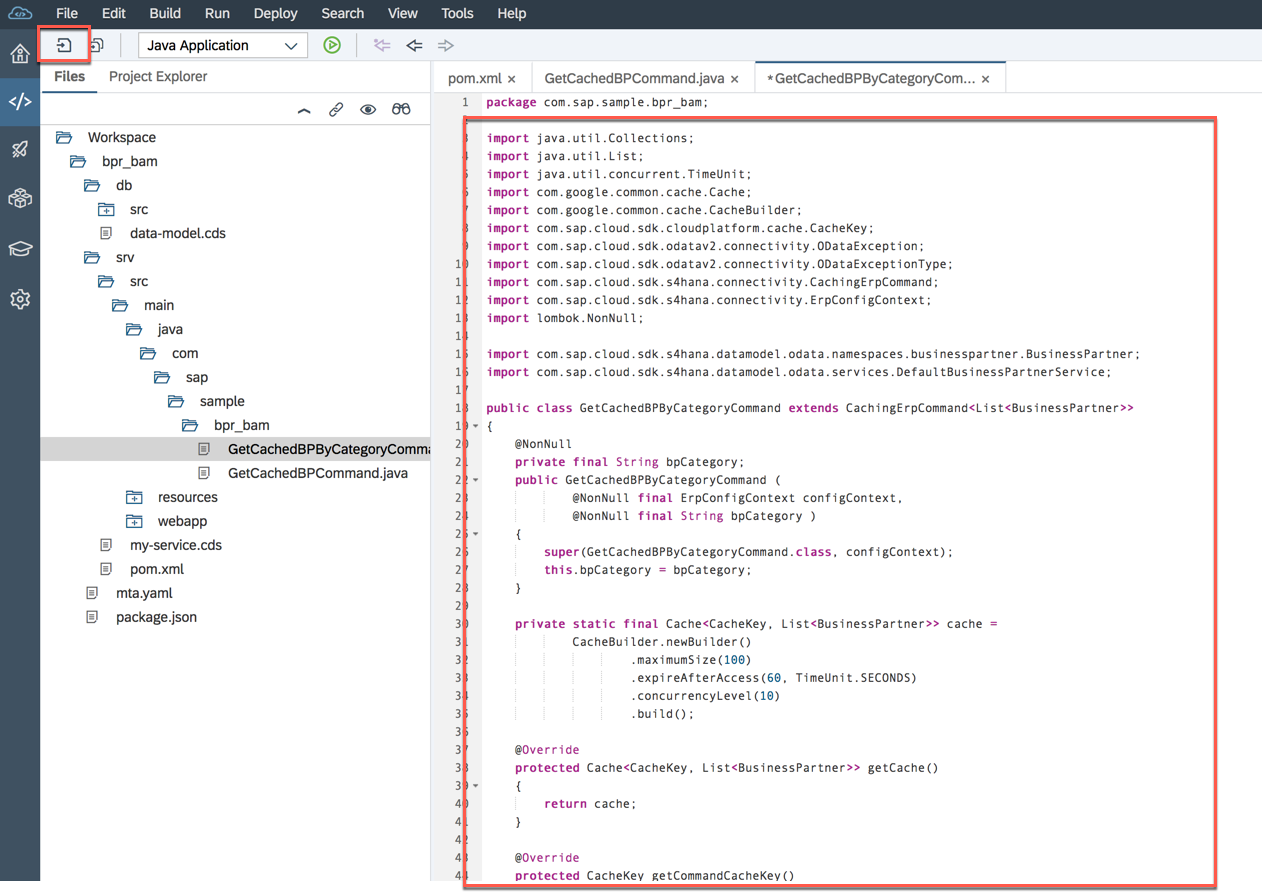 File Edit Build Run Deploy Search View Tools Help
Java Application
Files Project Explorer
Workspace
bpr_bam
db
src
data-model.cds
srv
src
main
java
com
sap
sample
bpr_bam
GetCachedBPByCategoryComma
GetCachedBPCommand.java
resources
webapp
my-service.cds
pom.xml
mta.yaml
package.json
pom.xml × GetCachedBPCommand.java × *GetCachedBPByCategoryCom... ×
1 package com.sap.sample.bpr_bam;
3 import java.util.Collections;
4 import java.util.List;
5 import java.util.concurrent.TimeUnit;
6 import com.google.common.cache.Cache;
7 import com.google.common.cache.CacheBuilder;
8 import com.sap.cloud.sdk.cloudplatform.cache.CacheKey;
9 import com.sap.cloud.sdk.odatav2.connectivity.ODataException;
10 import com.sap.cloud.sdk.odatav2.connectivity.ODataExceptionType;
11 import com.sap.cloud.sdk.s4hana.connectivity.CachingErpCommand;
12 import com.sap.cloud.sdk.s4hana.connectivity.ErpConfigContext;
13 import lombok.NonNull;
14
15 import com.sap.cloud.sdk.s4hana.datamodel.odata.namespaces.businesspartner.BusinessPartner;
16 import com.sap.cloud.sdk.s4hana.datamodel.odata.services.DefaultBusinessPartnerService;
17
18 public class GetCachedBPByCategoryCommand extends CachingErpCommand<List<BusinessPartner>>
19 {
20 @NonNull
21 private final String bpCategory;
22 public GetCachedBPByCategoryCommand (
23 @NonNull final ErpConfigContext configContext,
24 @NonNull final String bpCategory )
25 {
26 super(GetCachedBPByCategoryCommand.class, configContext);
27 this.bpCategory = bpCategory;
28 }
29
30 private static final Cache<CacheKey, List<BusinessPartner>> cache =
31 CacheBuilder.newBuilder()
32 .maximumSize(100)
33 .expireAfterAccess(60, TimeUnit.SECONDS)
34 .concurrencyLevel(10)
35 .build();
36
37 @Override
38 protected Cache<CacheKey, List<BusinessPartner>> getCache()
39 {
40 return cache;
41 }
42
43 @Override
44 protected CacheKey getCommandCacheKey()